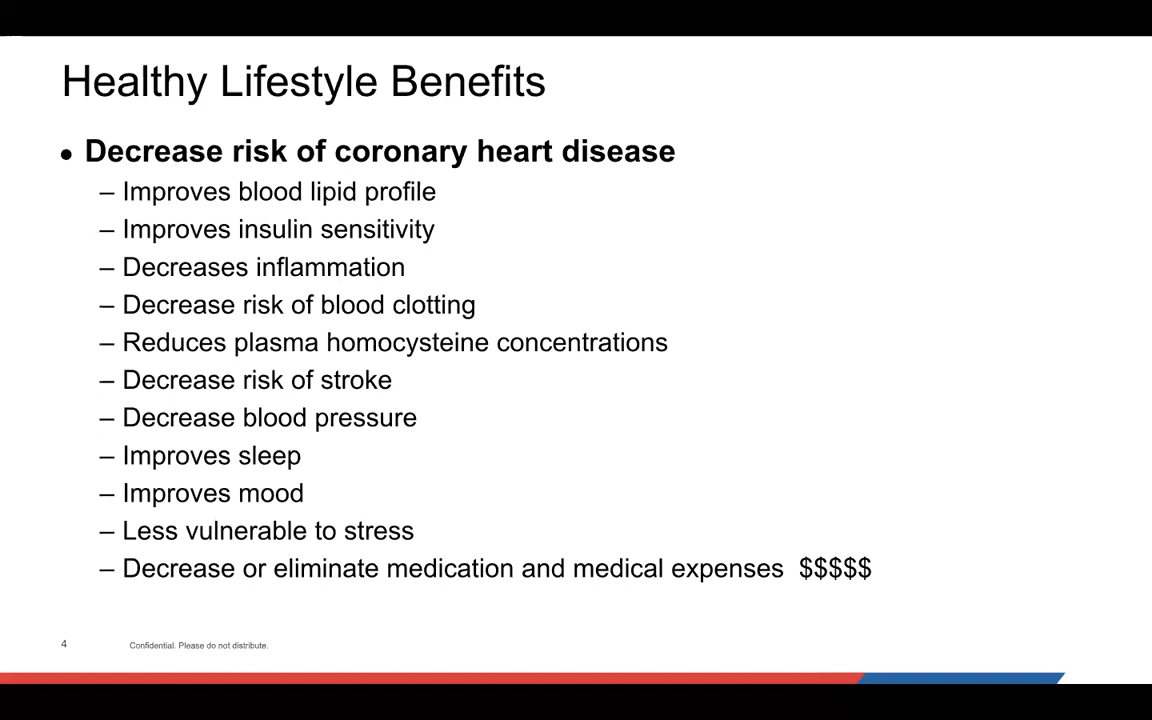 Healthy Lifestyle Benefits
● Decrease risk of coronary heart disease
– Improves blood lipid profile
– Improves insulin sensitivity
– Decreases inflammation
– Decrease risk of blood clotting
– Reduces plasma homocysteine concentrations
– Decrease risk of stroke
– Decrease blood pressure
– Improves sleep
– Improves mood
– Less vulnerable to stress
– Decrease or eliminate medication and medical expenses $$$$$
4 Confidential. Please do not distribute.